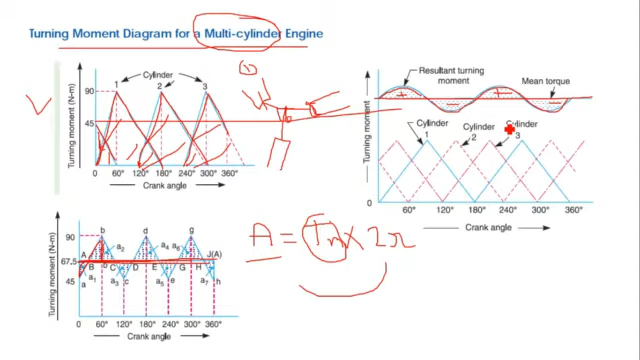 Turning Moment Diagram for a Multi-cylinder Engine
1
Turning moment (N-m)
90
45
0
1
Cylinder
2
3
0° 60° 120° 180° 240° 300° 360°
Crank angle
Turning moment
Resultant turning
moment
Mean torque
Cylinder
1
Cylinder
2
Cylinder
3
0
60° 120° 180° 240° 300° 360°
Crank angle
Turning moment (N-m)
90
67.5
45
b
d
g
A
a
B
a₁
a₂
C
a₃
c
D
a₄
E
a₅
e
a₆
G
H
a₇
J(A)
h
0° 60° 120° 180° 240° 300° 360°
Crank angle
A = Tm × 2π